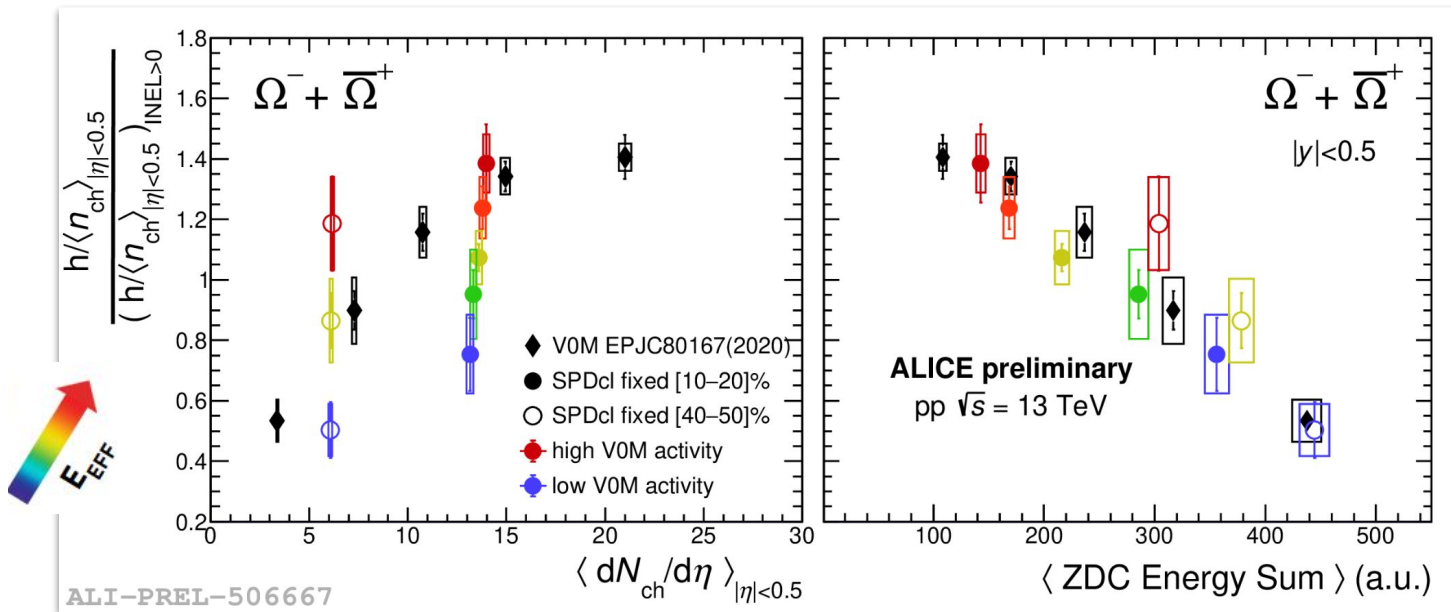 h/⟨n_ch⟩_|η|<0.5
(h/⟨n_ch⟩_|η|<0.5)_INEL>0
1.8
1.6
1.4
1.2
1
0.8
0.6
0.4
0.2
Ω⁻ + Ω̅⁺
V0M EPJC80167(2020)
SPDcl fixed [10–20]%
SPDcl fixed [40–50]%
high V0M activity
low V0M activity
0 5 10 15 20 25 30
⟨ dN_ch/dη ⟩_|η|<0.5
Ω⁻ + Ω̅⁺
|y|<0.5
ALICE preliminary
pp √s = 13 TeV
100 200 300 400 500
⟨ ZDC Energy Sum ⟩ (a.u.)
E_EFF
ALI-PREL-506667